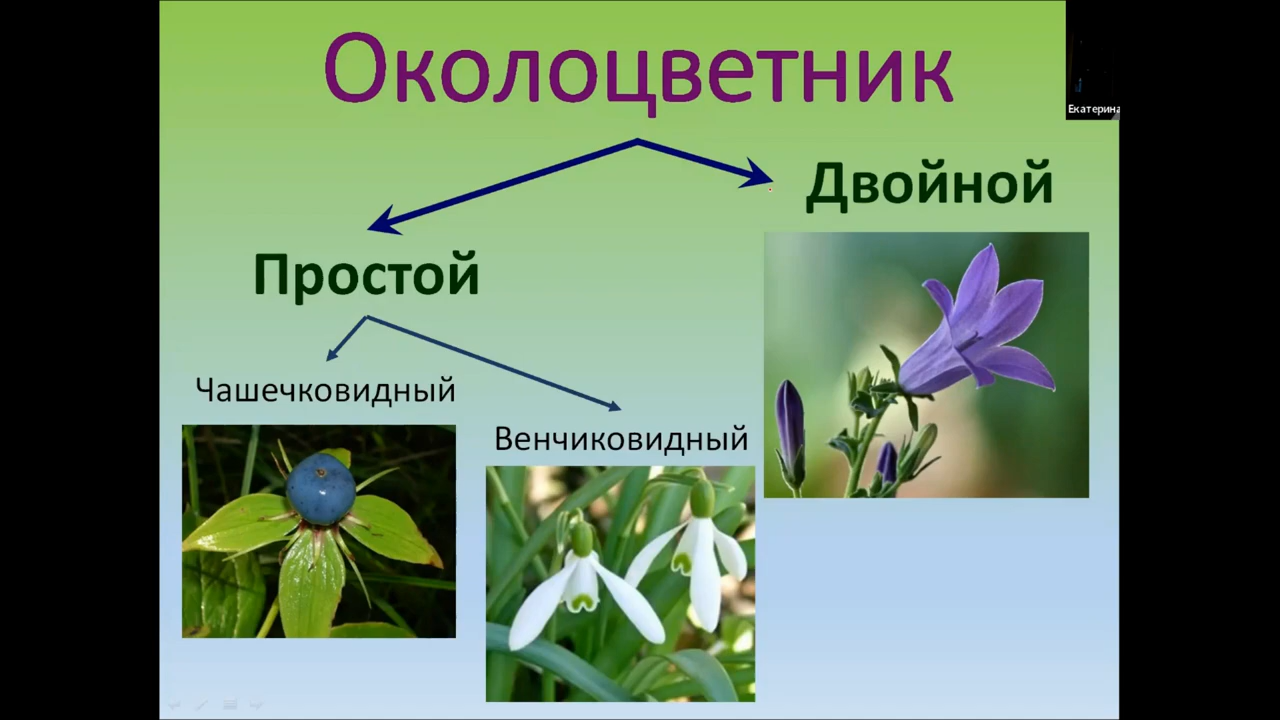 Околоцветник
Екатерина
Двойной
Простой
Чашечковидный
Венчиковидный